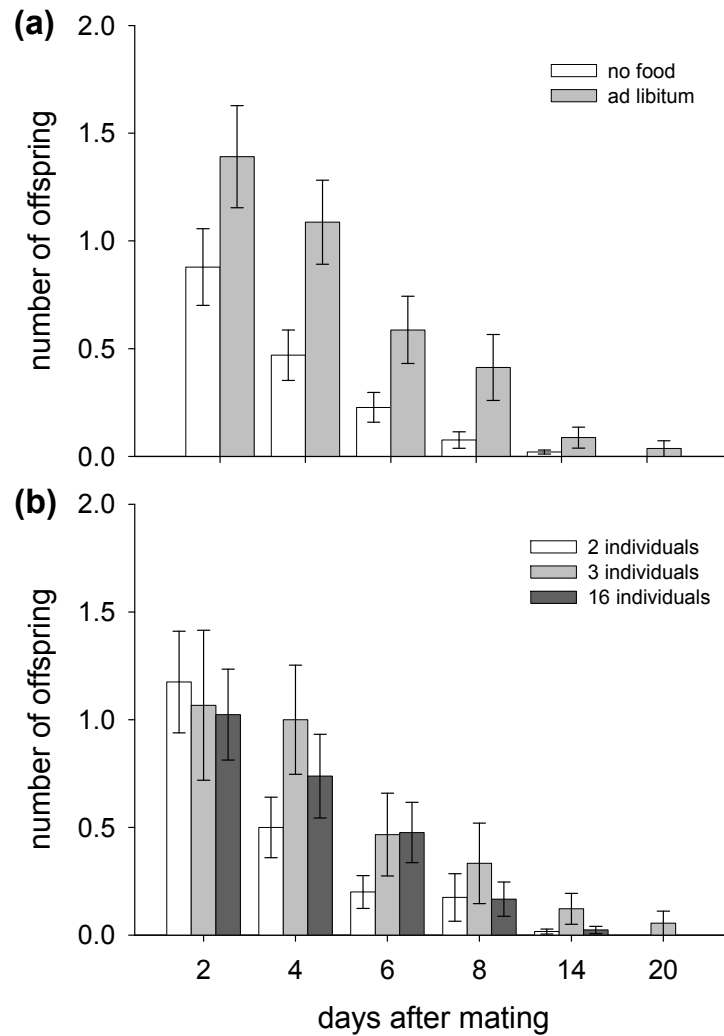 (a)
2.0
1.5
1.0
0.5
0.0
number of offspring
no food
ad libitum
(b)
2.0
1.5
1.0
0.5
0.0
number of offspring
2 individuals
3 individuals
16 individuals
2 4 6 8 14 20
days after mating